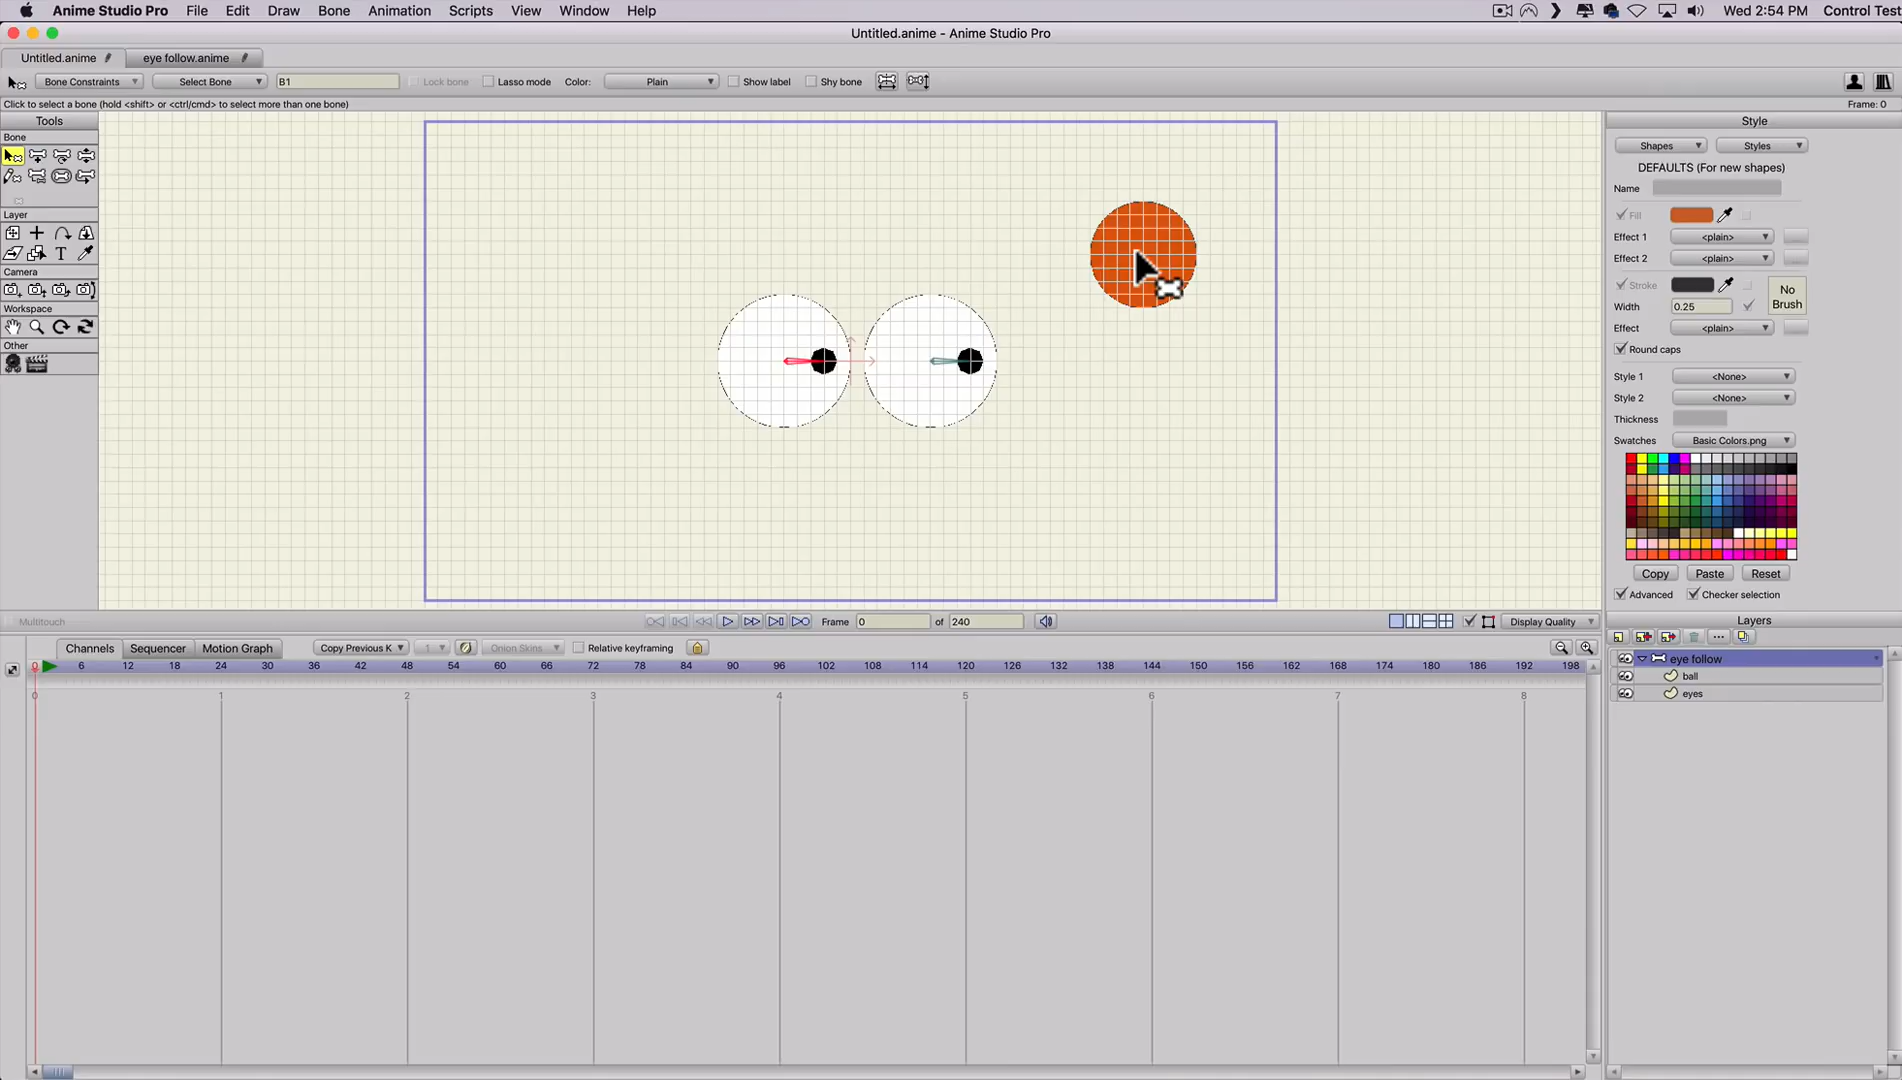 Anime Studio Pro File Edit Draw Bone Animation Scripts View Window Help Wed 2:54 PM Control Test
Untitled.anime - Anime Studio Pro
Untitled.anime eye follow.anime
Bone Constraints Select Bone B1 Lock bone Lasso mode Color: Plain Show label Shy bone
Click to select a bone (hold <shift> or <ctrl/cmd> to select more than one bone) Frame: 0
Tools
Bone
Layer
T
Camera
Workspace
Other
Style
Shapes Styles
DEFAULTS (For new shapes)
Name
Fill
Effect 1 <plain>
Effect 2 <plain>
Stroke
Width 0.25
No Brush
Effect <plain>
Round caps
Style 1 <None>
Style 2 <None>
Thickness
Swatches Basic Colors.png
Copy Paste Reset
Advanced Checker selection
Multitouch Frame 0 of 240 Display Quality
Channels Sequencer Motion Graph Copy Previous K 1 Onion Skins Relative keyframing
0 6 12 18 24 30 36 42 48 54 60 66 72 78 84 90 96 102 108 114 120 126 132 138 144 150 156 162 168 174 180 186 192 198
0 1 2 3 4 5 6 7 8
Layers
eye follow
ball
eyes